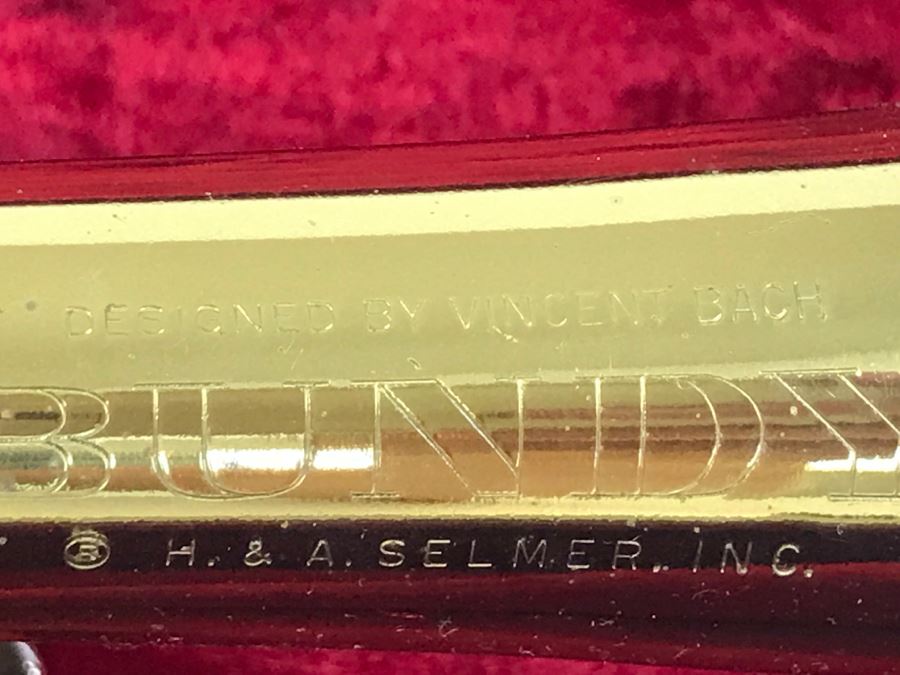 DESIGNED BY VINCENT BACH
BUNDY
® H. & A. SELMER, INC.